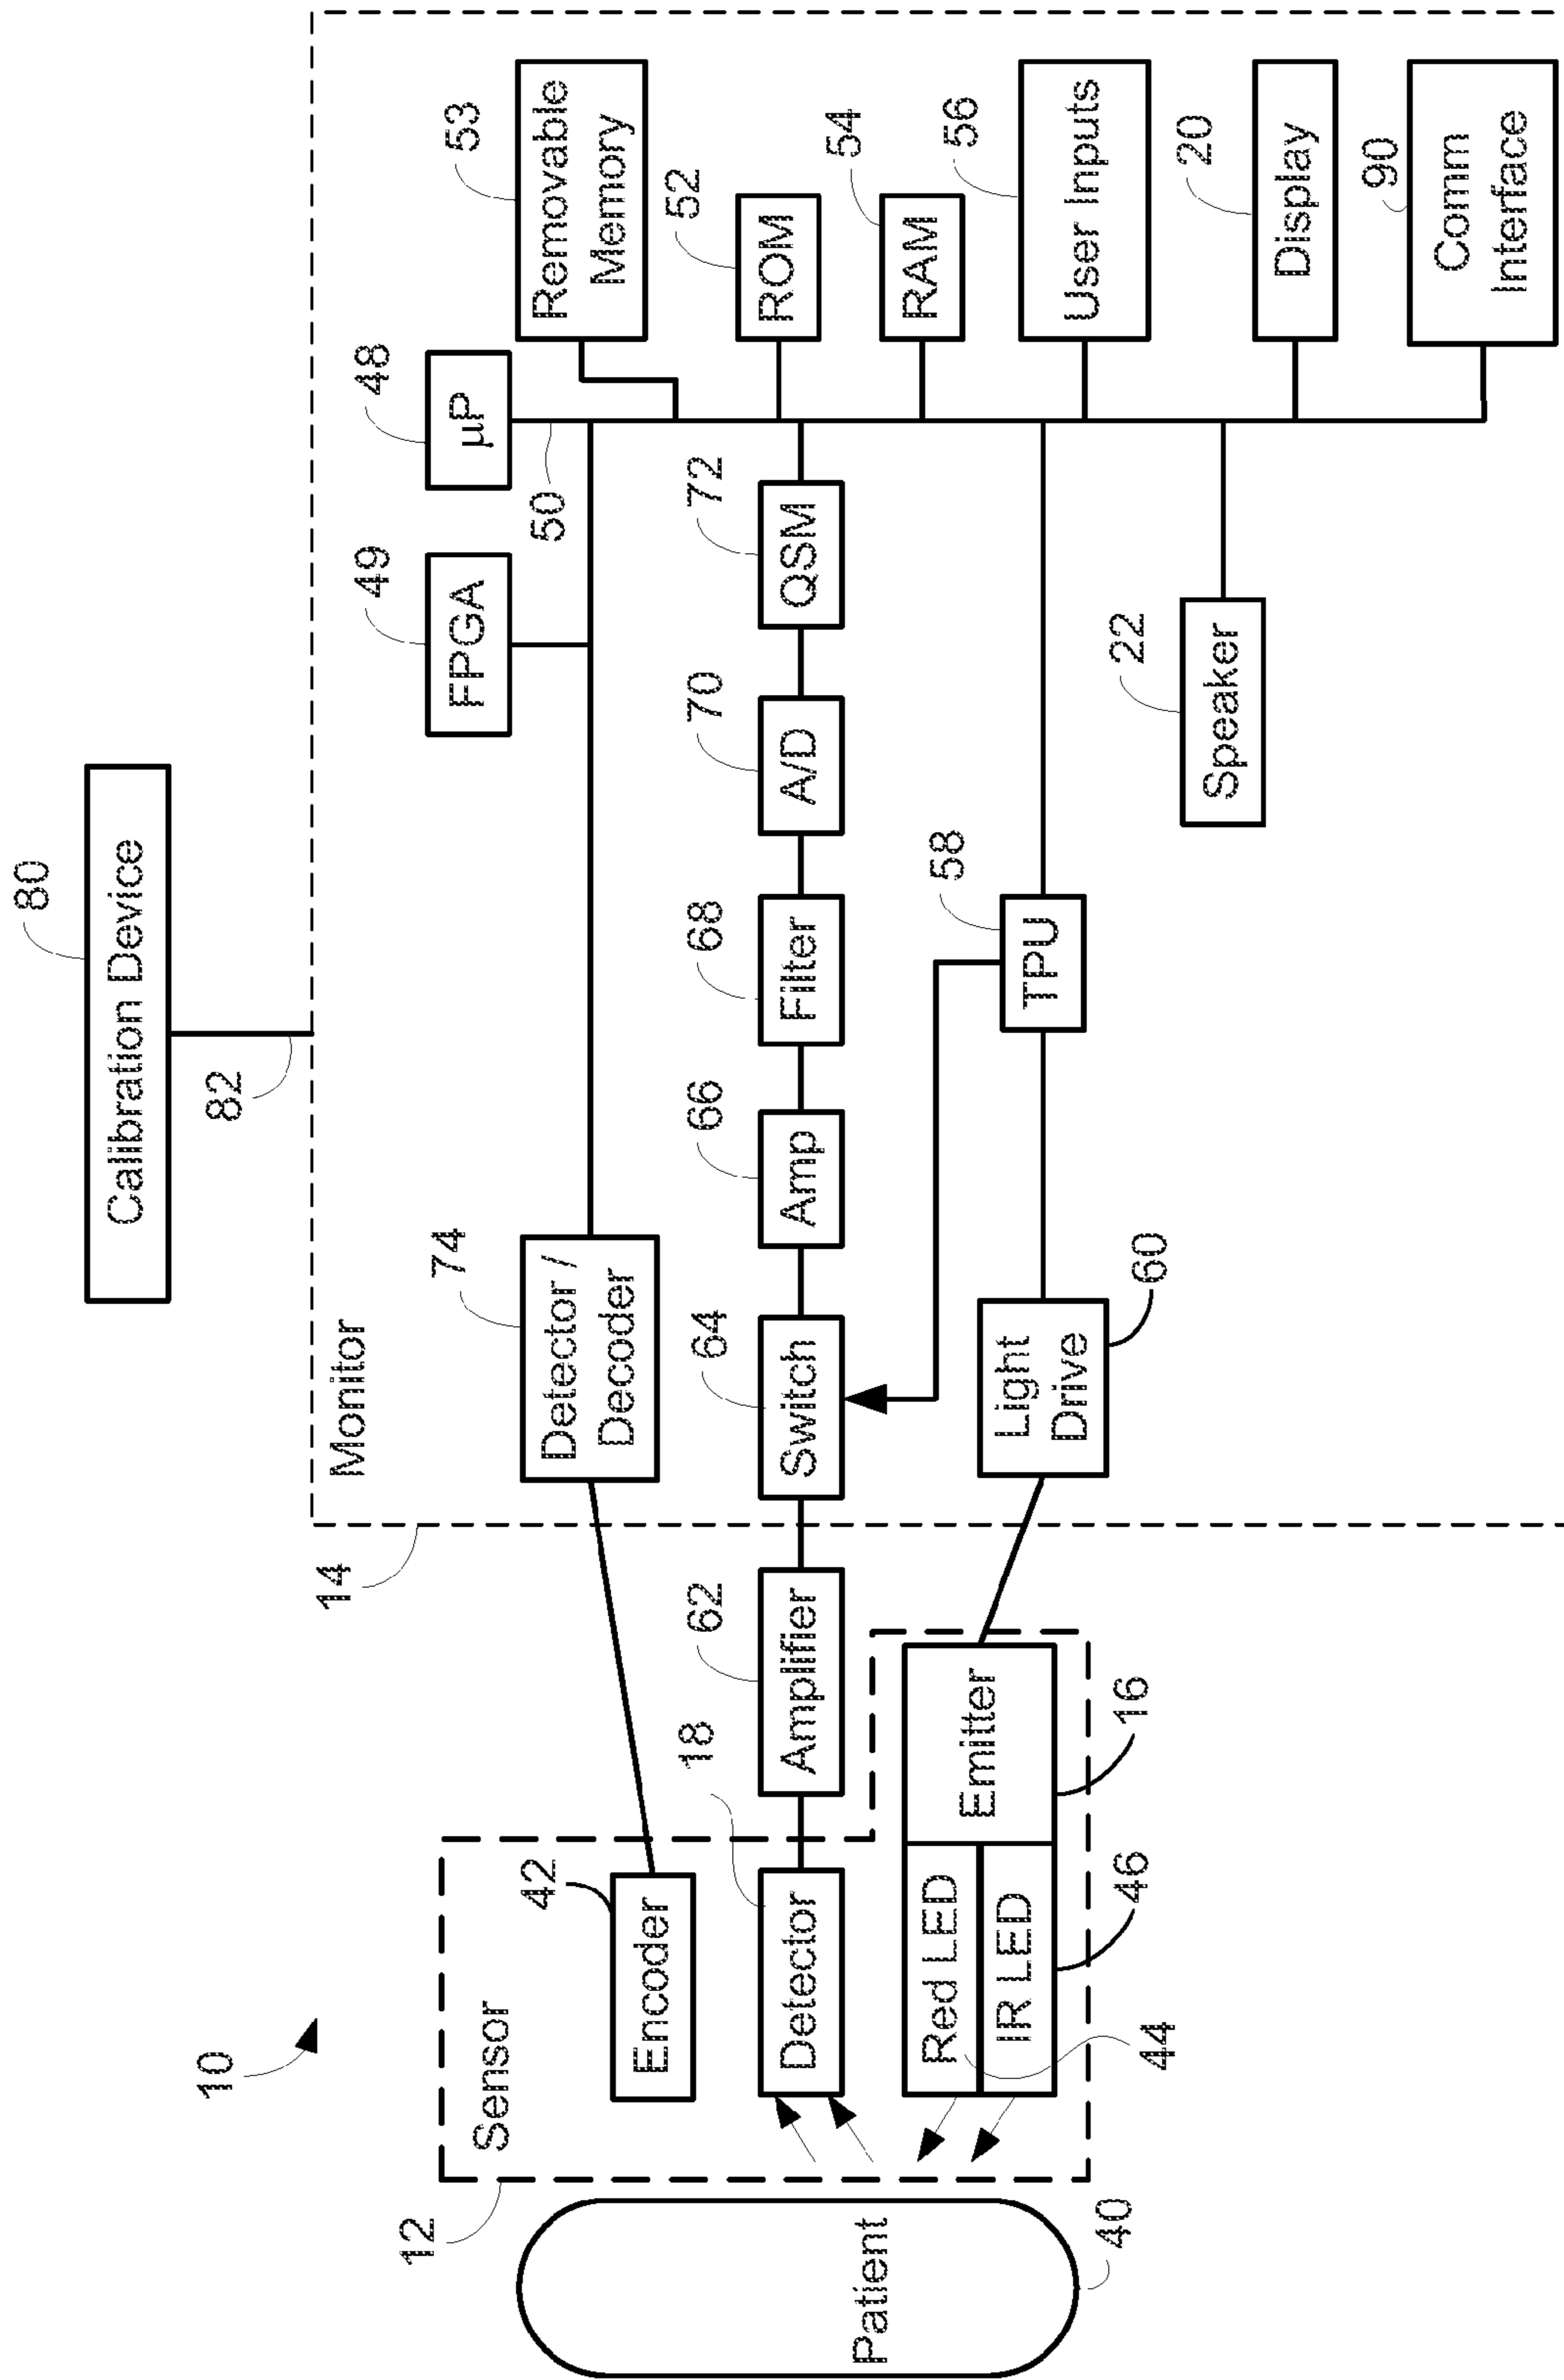 80
Calibration Device
82
10
14
Monitor
48
µP
49
FPGA
53
Removable
Memory
50
12
Sensor
42
Encoder
74
Detector /
Decoder
52
ROM
18
Detector
62
Amplifier
64
Switch
66
Amp
68
Filter
70
A/D
72
QSM
54
RAM
Patient
40
Red LED
IR LED
Emitter
44
46
16
Light
Drive
60
58
TPU
56
User Inputs
22
Speaker
20
Display
90
Comm
Interface